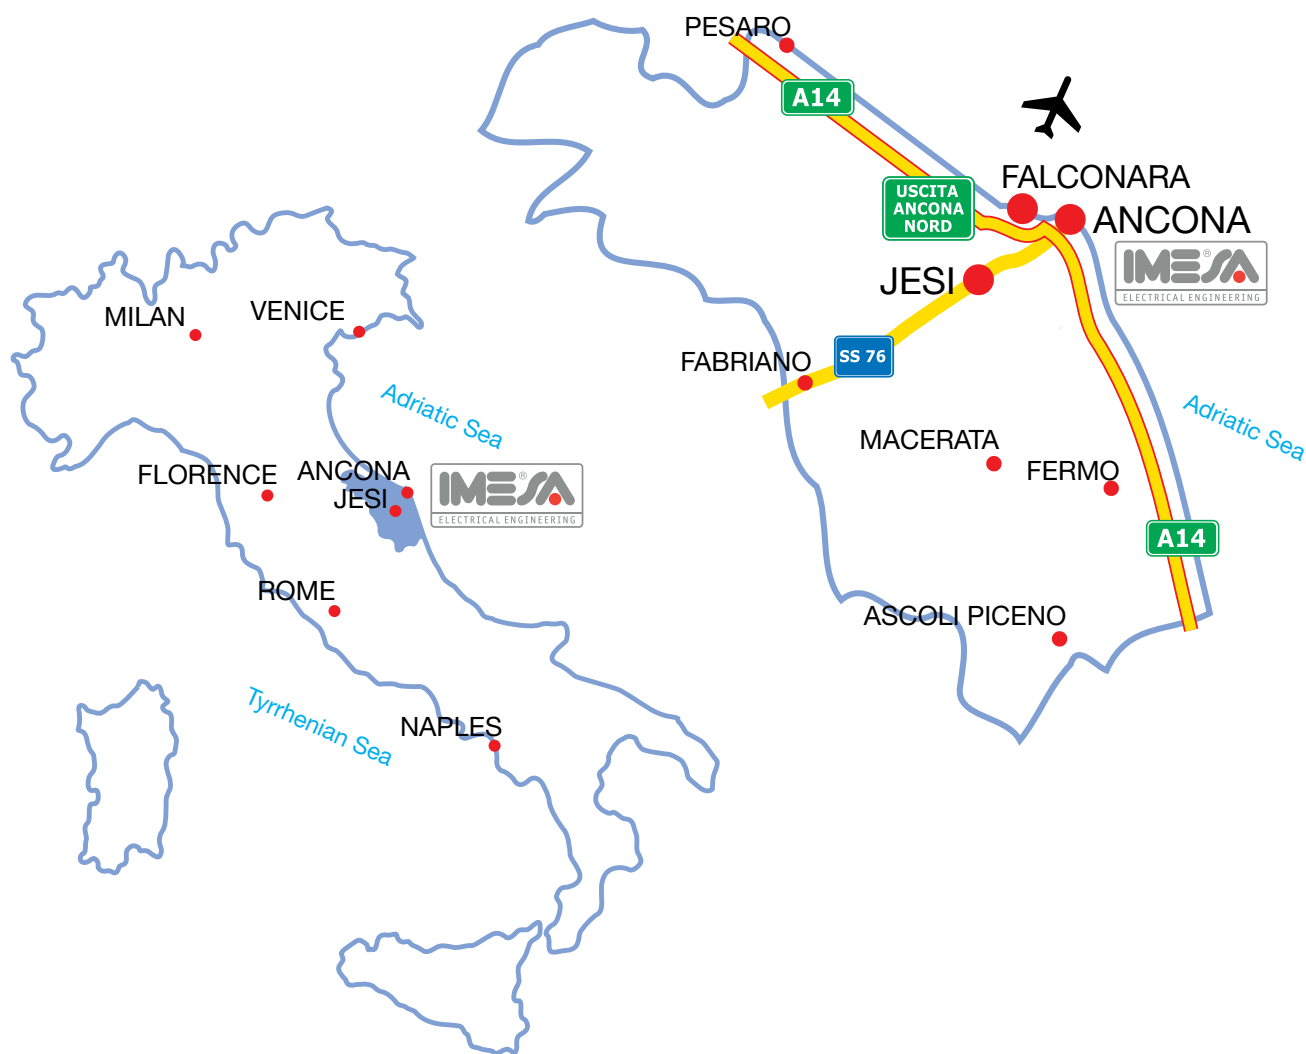 PESARO
A14
FALCONARA
USCITA
ANCONA
NORD
ANCONA
IMESA®
ELECTRICAL ENGINEERING
JESI
SS 76
FABRIANO
MACERATA
FERMO
Adriatic Sea
A14
ASCOLI PICENO
MILAN
VENICE
Adriatic Sea
FLORENCE
ANCONA
JESI
IMESA®
ELECTRICAL ENGINEERING
ROME
Tyrrhenian Sea
NAPLES